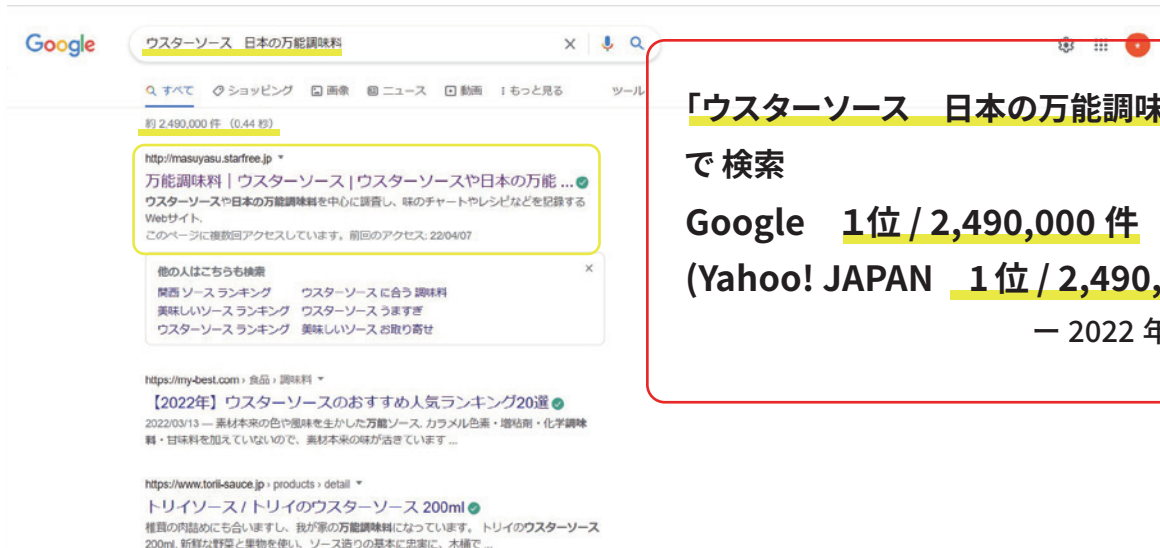 Google
ウスターソース　日本の万能調味料
すべて ショッピング 画像 ニュース 動画 もっと見る ツール
約 2,490,000 件 （0.44 秒）
http://masuyasu.starfree.jp
万能調味料｜ウスターソース | ウスターソースや日本の万能 ...
ウスターソースや日本の万能調味料を中心に調査し、味のチャートやレシピなどを記録する
Webサイト.
このページに複数回アクセスしています。前回のアクセス: 22/04/07
他の人はこちらも検索
関西 ソース ランキング　ウスターソース に合う 調味料
美味しいソース ランキング　ウスターソース うますぎ
ウスターソース ランキング　美味しいソース お取り寄せ
https://my-best.com › 食品 › 調味料
【2022年】ウスターソースのおすすめ人気ランキング20選
2022/03/13 — 素材本来の色や風味を生かした万能ソース. カラメル色素・増粘剤・化学調味
料・甘味料を加えていないので、素材本来の味が活きています ...
https://www.torii-sauce.jp › products › detail
トリイソース / トリイのウスターソース 200ml
椎茸の肉詰めにも合いますし、我が家の万能調味料になっています。 トリイのウスターソース
200ml. 新鮮な野菜と果物を使い、ソース造りの基本に忠実に、木桶で ...
「ウスターソース　日本の万能調味
で 検索
Google　1位 / 2,490,000 件
(Yahoo! JAPAN　1 位 / 2,490,
ー 2022 年